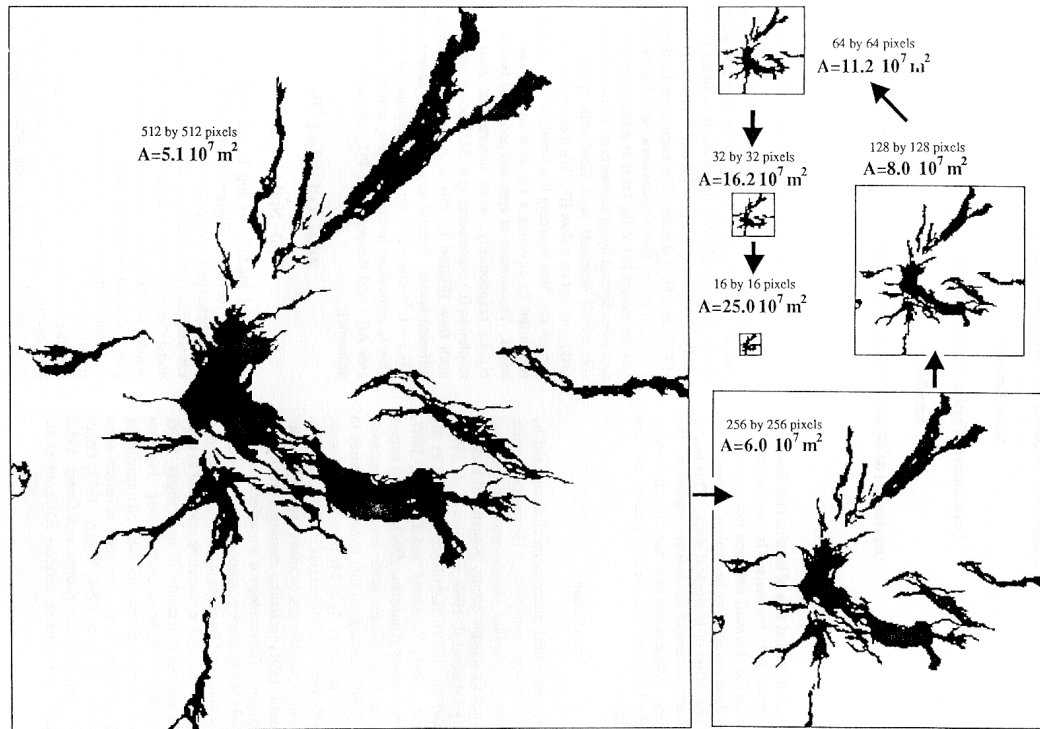 512 by 512 pixels
A=5.1 10⁷ m²
256 by 256 pixels
A=6.0 10⁷ m²
128 by 128 pixels
A=8.0 10⁷ m²
64 by 64 pixels
A=11.2 10⁷ m²
32 by 32 pixels
A=16.2 10⁷ m²
16 by 16 pixels
A=25.0 10⁷ m²